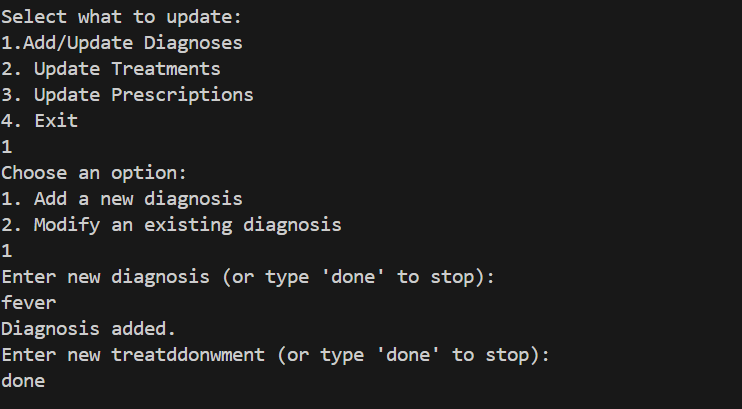 Select what to update:
1.Add/Update Diagnoses
2. Update Treatments
3. Update Prescriptions
4. Exit
1
Choose an option:
1. Add a new diagnosis
2. Modify an existing diagnosis
1
Enter new diagnosis (or type 'done' to stop):
fever
Diagnosis added.
Enter new treatddonwment (or type 'done' to stop):
done